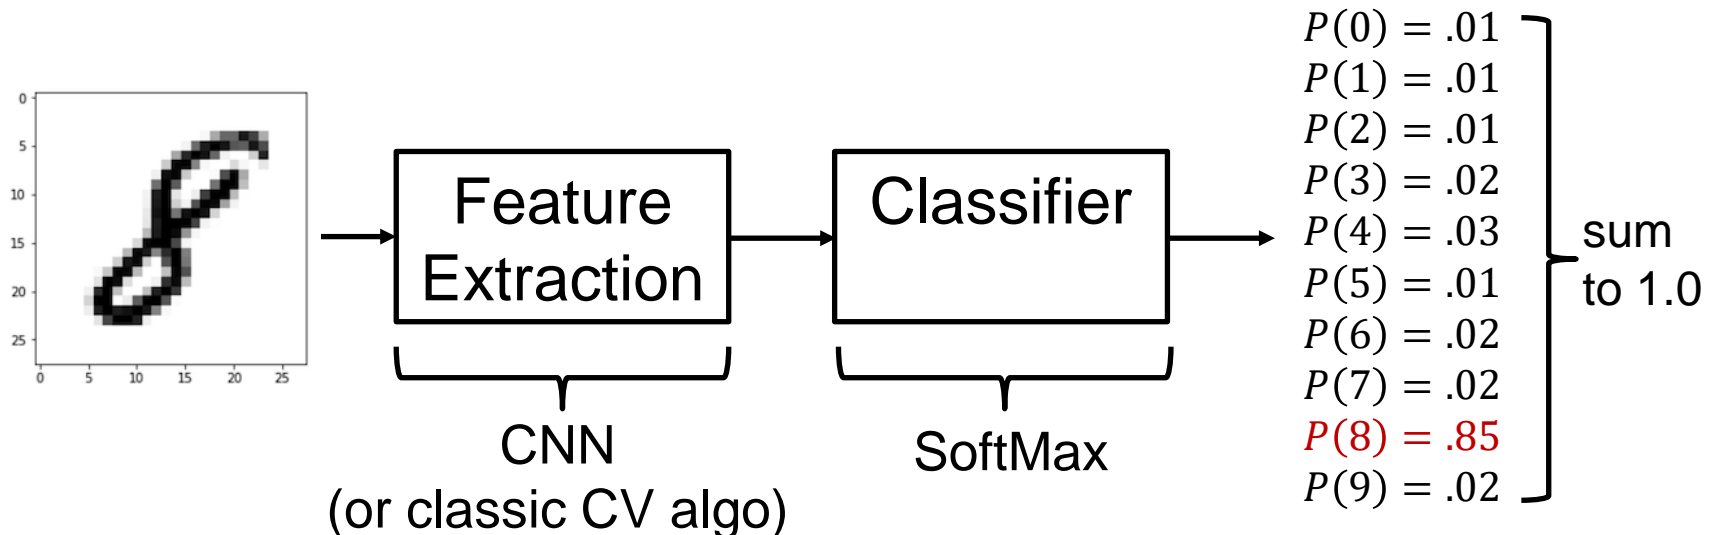 0
5
10
15
20
25
0 5 10 15 20 25
Feature
Extraction
CNN
(or classic CV algo)
Classifier
SoftMax
P(0) = .01
P(1) = .01
P(2) = .01
P(3) = .02
P(4) = .03
P(5) = .01
P(6) = .02
P(7) = .02
P(8) = .85
P(9) = .02
sum
to 1.0